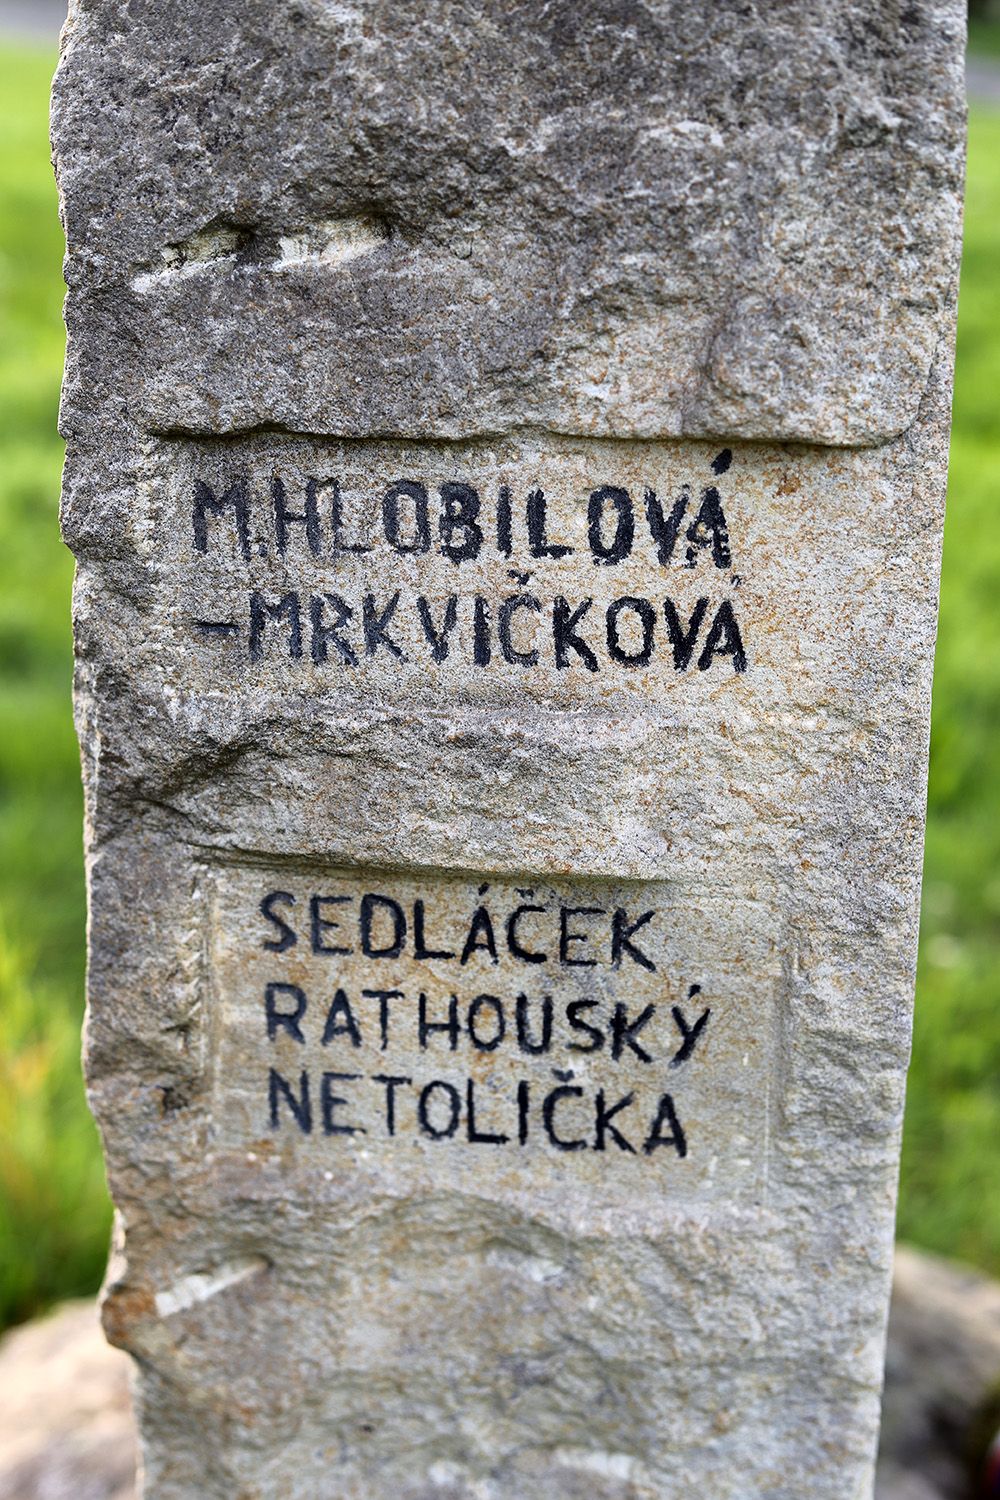 M.HLOBILOVÁ
-MRKVIČKOVÁ
SEDLÁČEK
RATHOUSKÝ
NETOLIČKA